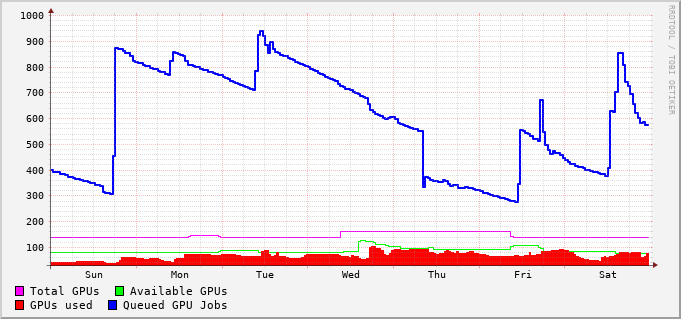 1000
900
800
700
600
500
400
300
200
100
Sun Mon Tue Wed Thu Fri Sat
Total GPUs Available GPUs
GPUs used Queued GPU Jobs
RRDTOOL / TOBI OETIKER